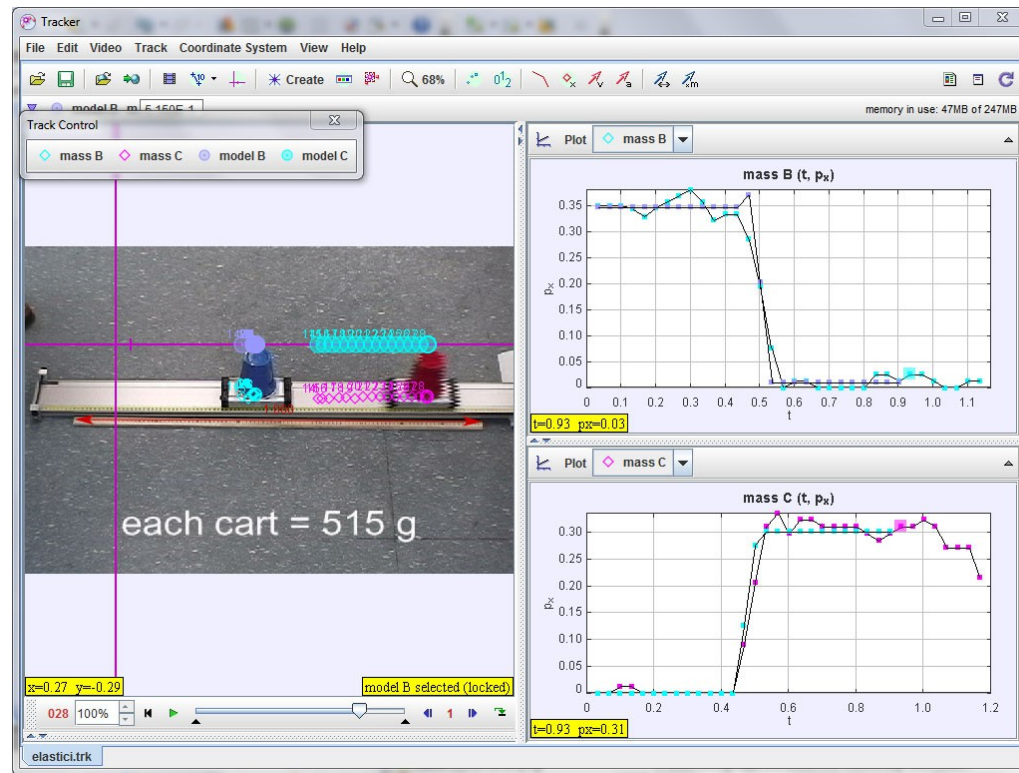 Tracker
File Edit Video Track Coordinate System View Help
Create 68%
model B m 5.150E-1
memory in use: 47MB of 247MB
Track Control
mass B mass C model B model C
Plot mass B
mass B (t, pₓ)
0.35
0.30
0.25
0.20
0.15
0.10
0.05
0
pₓ
0 0.1 0.2 0.3 0.4 0.5 0.6 0.7 0.8 0.9 1.0 1.1
t
t=0.93 px=0.03
Plot mass C
mass C (t, pₓ)
0.30
0.20
0.15
0.10
0.05
0
pₓ
0 0.2 0.4 0.6 0.8 1.0 1.2
t
t=0.93 px=0.31
each cart = 515 g
x=0.27 y=-0.29
model B selected (locked)
028 100% 1
elastici.trk